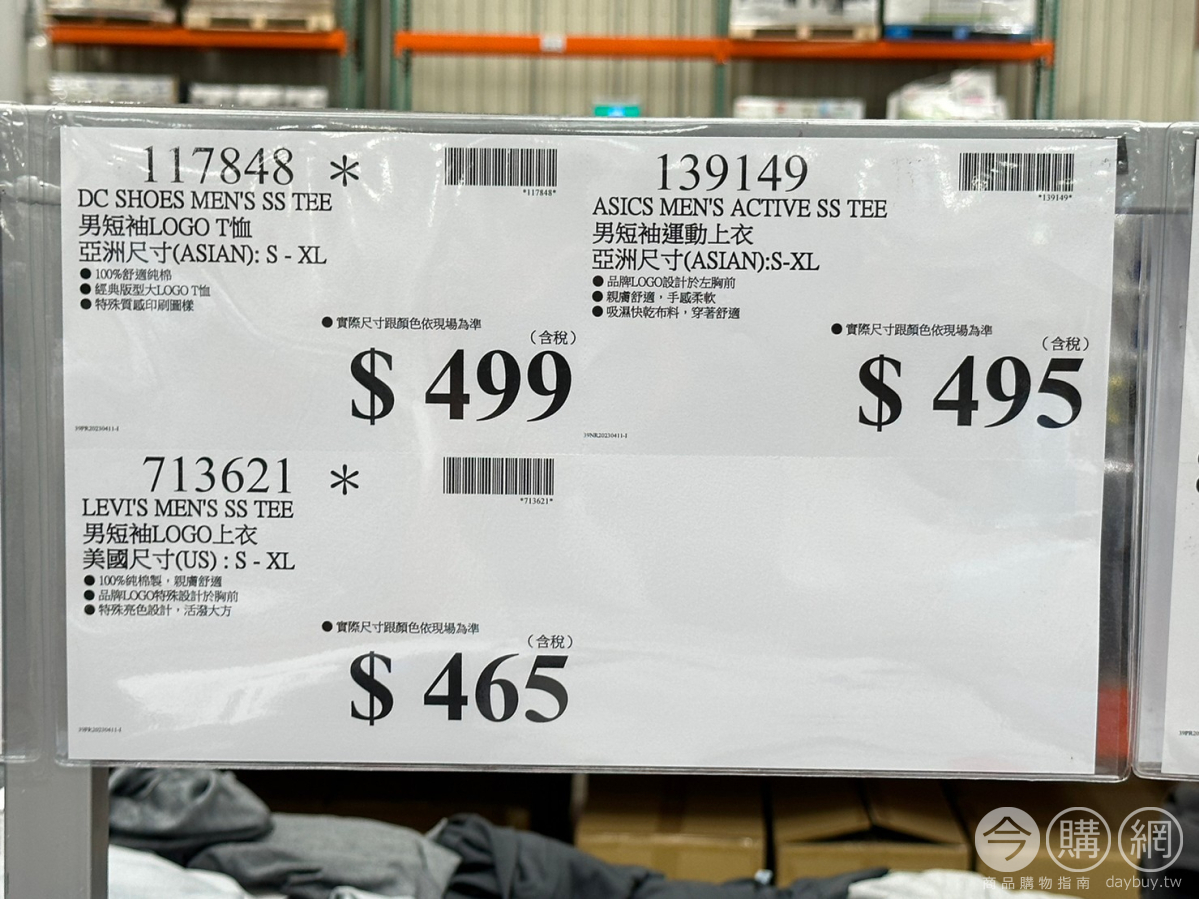 117848 *
*117848*
DC SHOES MEN'S SS TEE
男短袖LOGO T恤
亞洲尺寸(ASIAN): S - XL
● 100%舒適純棉
● 經典版型大LOGO T恤
● 特殊質感印刷圖樣
● 實際尺寸跟顏色依現場為準
(含稅)
$ 499
39PR20230411-I
139149
*139149*
ASICS MEN'S ACTIVE SS TEE
男短袖運動上衣
亞洲尺寸(ASIAN):S-XL
● 品牌LOGO設計於左胸前
● 親膚舒適，手感柔軟
● 吸濕快乾布料，穿著舒適
● 實際尺寸跟顏色依現場為準
(含稅)
$ 495
39NR20230411-I
713621 *
*713621*
LEVI'S MEN'S SS TEE
男短袖LOGO上衣
美國尺寸(US) : S - XL
● 100%純棉製，親膚舒適
● 品牌LOGO特殊設計於胸前
● 特殊亮色設計，活潑大方
● 實際尺寸跟顏色依現場為準
(含稅)
$ 465
39PR20230411-I
今購網
商品購物指南 daybuy.tw